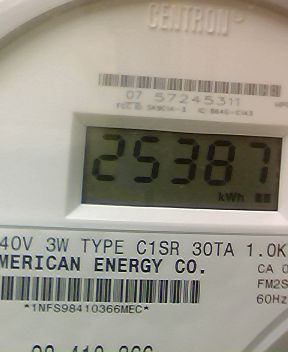 CENTRON®
07 57245311
25387
kWh
40V 3W TYPE C1SR 30TA 1.0K
MERICAN ENERGY CO.
CA 0
FM2S
60Hz
*1NFS98410366MEC*